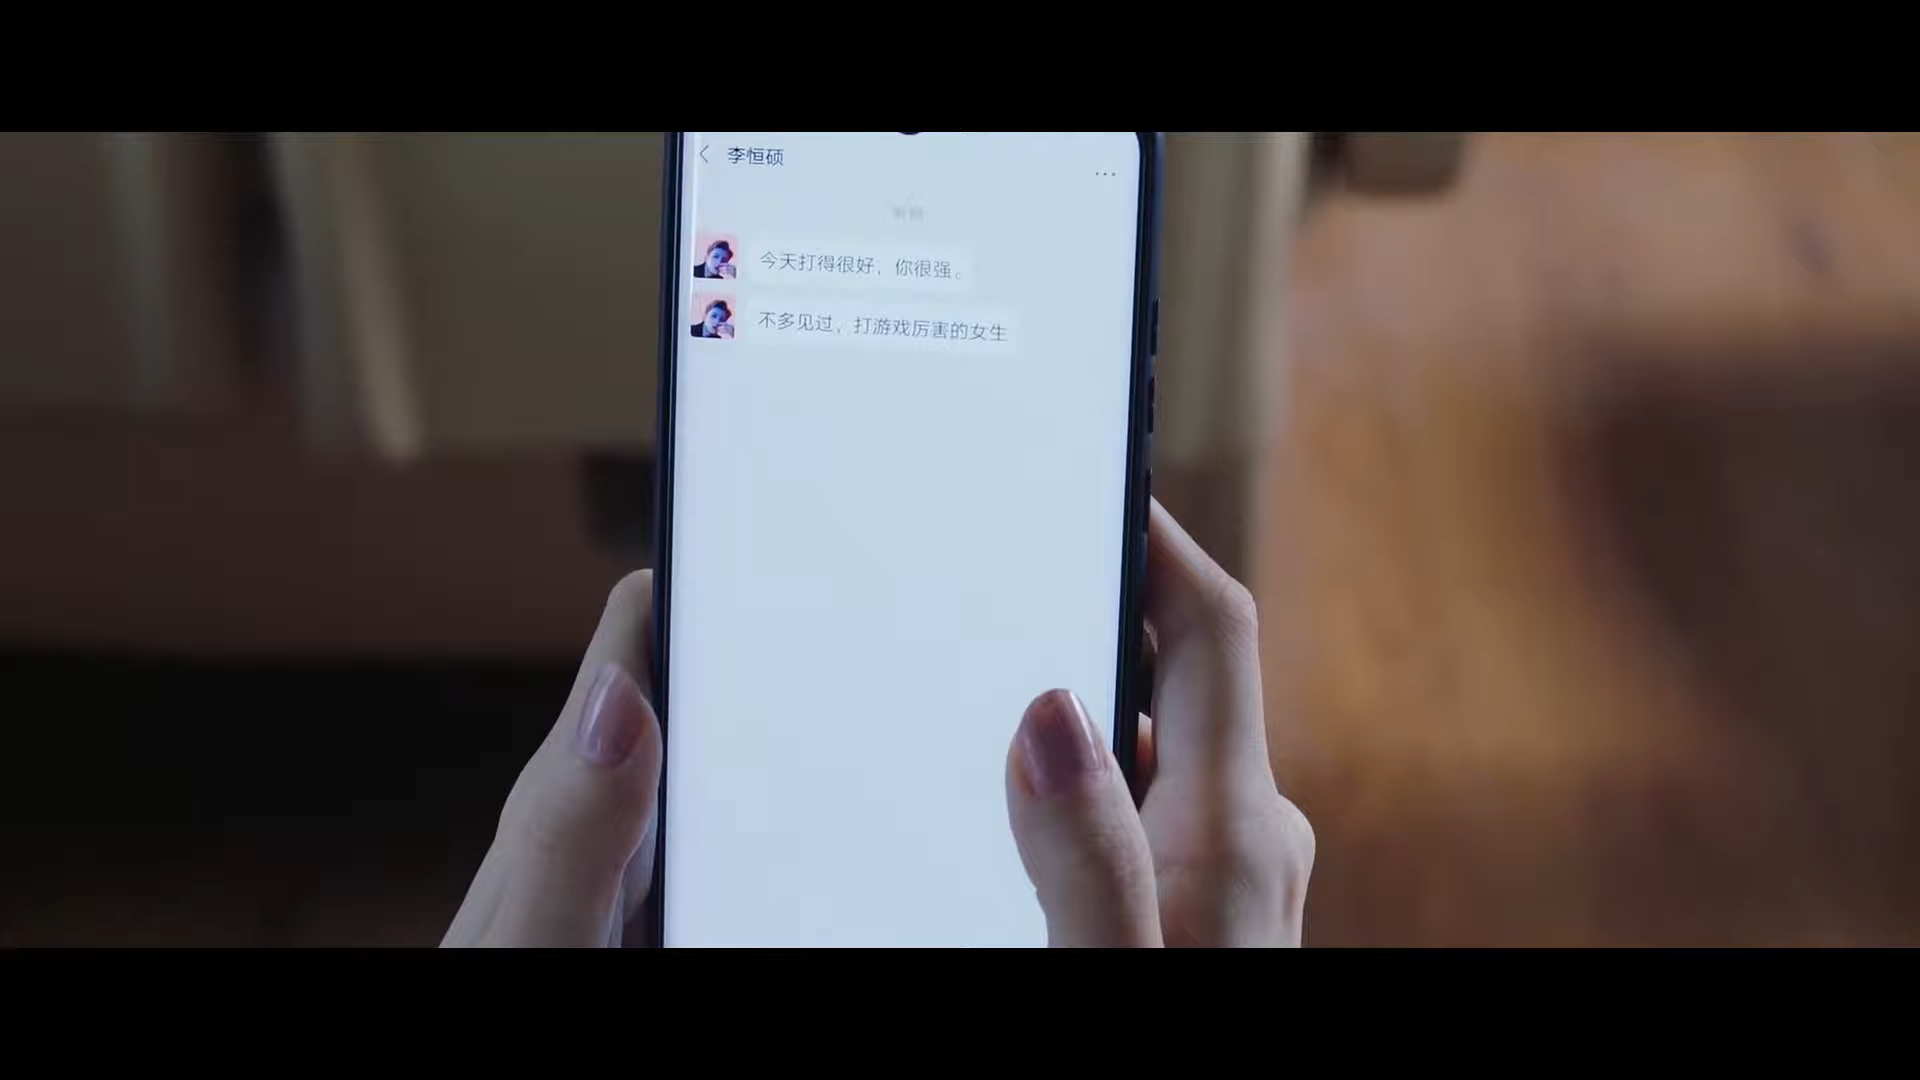 李恒硕
今天打得很好，你很强。
不多见过，打游戏厉害的女生